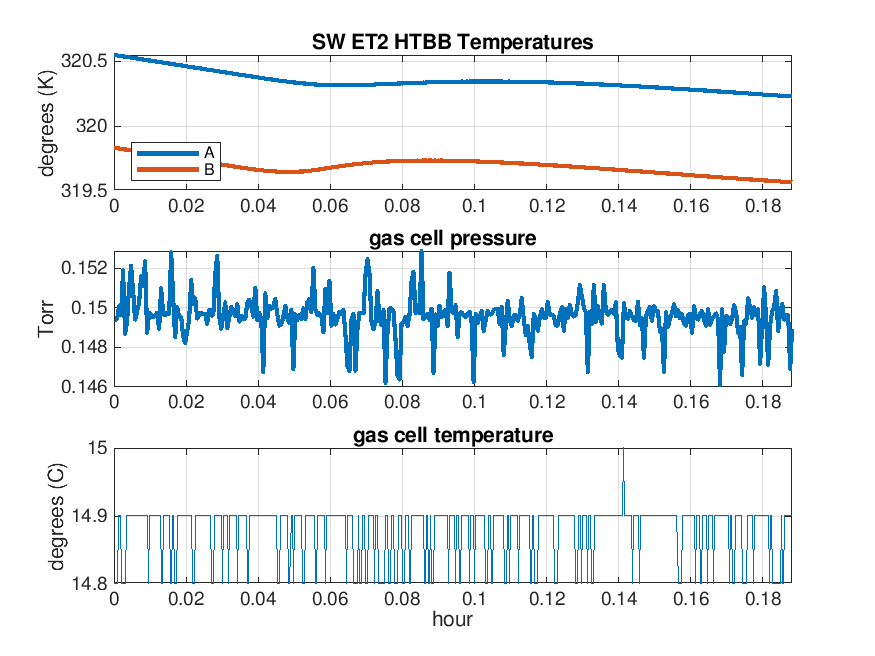 SW ET2 HTBB Temperatures
degrees (K)
320.5
320
319.5
A
B
0 0.02 0.04 0.06 0.08 0.10 0.12 0.14 0.16 0.18
gas cell pressure
Torr
0.152
0.15
0.148
0.146
0 0.02 0.04 0.06 0.08 0.10 0.12 0.14 0.16 0.18
gas cell temperature
degrees (C)
15
14.9
14.8
0 0.02 0.04 0.06 0.08 0.10 0.12 0.14 0.16 0.18
hour